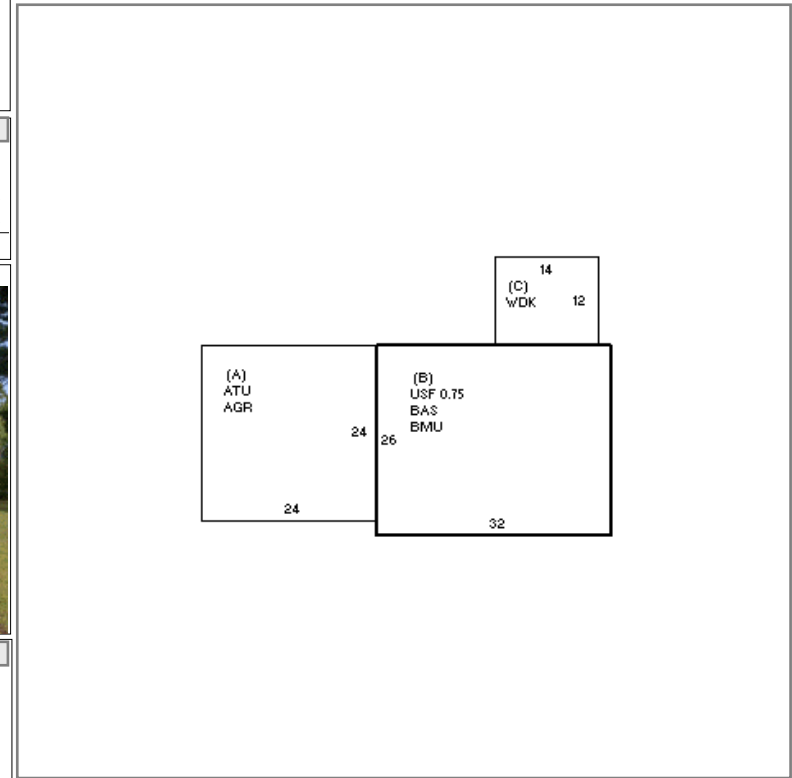 14
(C)
WDK
12
(A)
ATU
AGR
24
24
(B)
USF 0.75
BAS
BMU
26
32